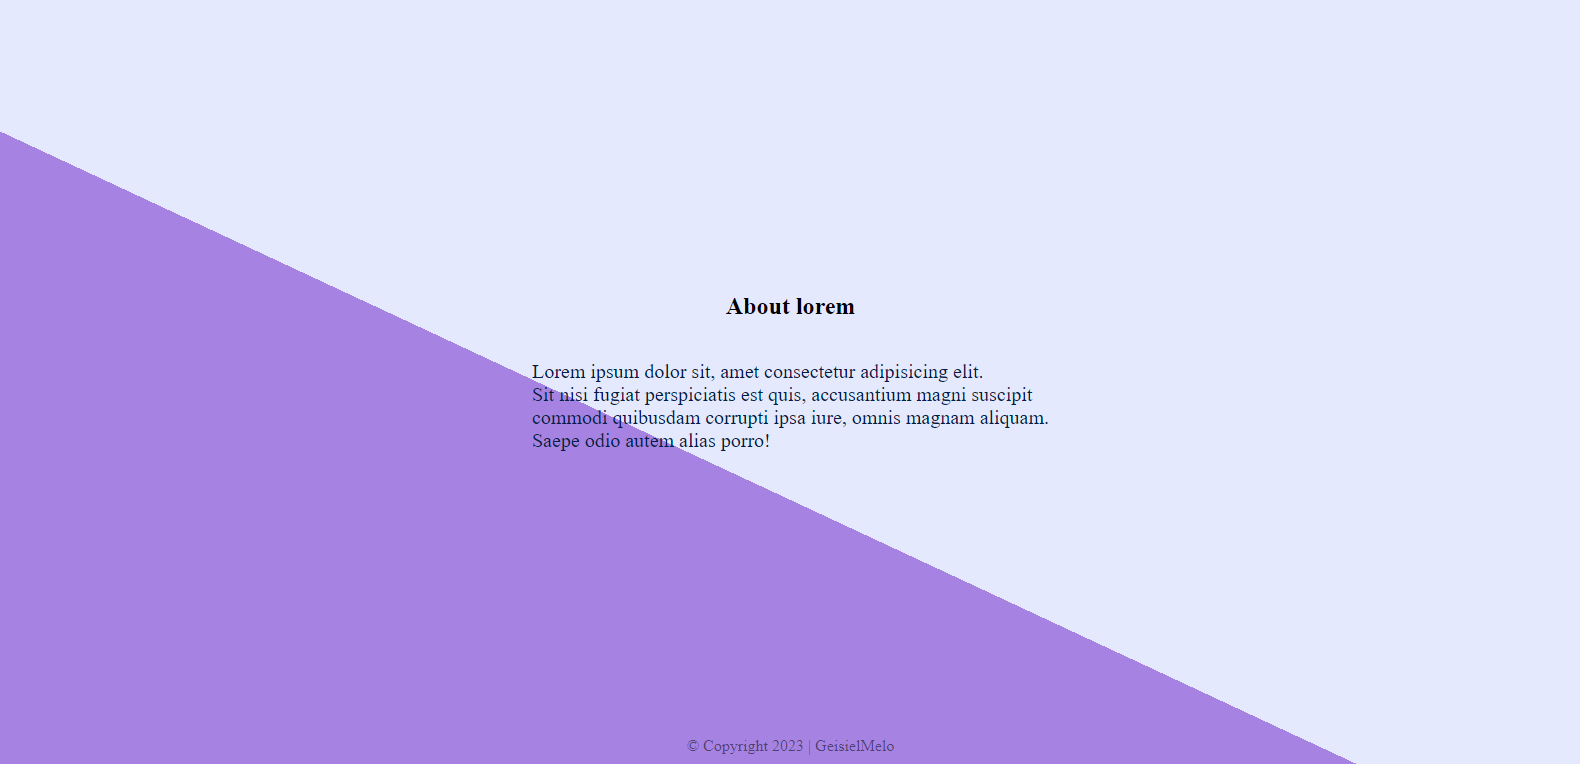 About lorem
Lorem ipsum dolor sit, amet consectetur adipisicing elit.
Sit nisi fugiat perspiciatis est quis, accusantium magni suscipit
commodi quibusdam corrupti ipsa iure, omnis magnam aliquam.
Saepe odio autem alias porro!
© Copyright 2023 | GeisielMelo